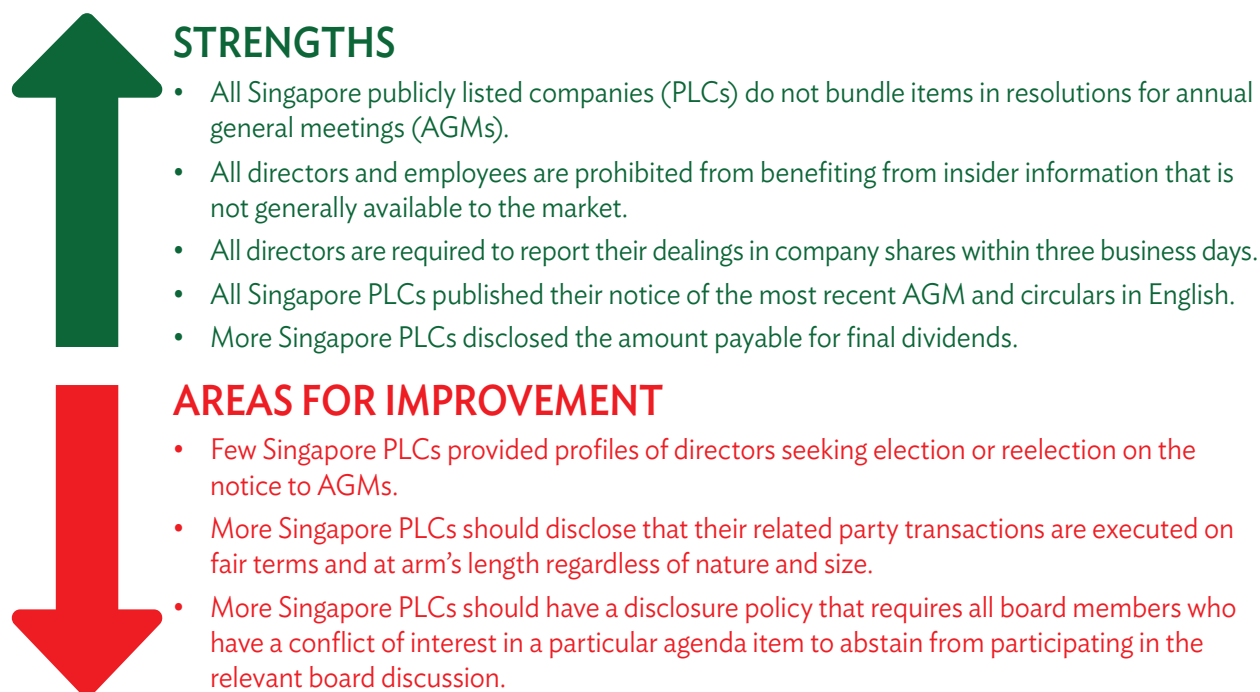 STRENGTHS
• All Singapore publicly listed companies (PLCs) do not bundle items in resolutions for annual
general meetings (AGMs).
• All directors and employees are prohibited from benefiting from insider information that is
not generally available to the market.
• All directors are required to report their dealings in company shares within three business days.
• All Singapore PLCs published their notice of the most recent AGM and circulars in English.
• More Singapore PLCs disclosed the amount payable for final dividends.
AREAS FOR IMPROVEMENT
• Few Singapore PLCs provided profiles of directors seeking election or reelection on the
notice to AGMs.
• More Singapore PLCs should disclose that their related party transactions are executed on
fair terms and at arm’s length regardless of nature and size.
• More Singapore PLCs should have a disclosure policy that requires all board members who
have a conflict of interest in a particular agenda item to abstain from participating in the
relevant board discussion.